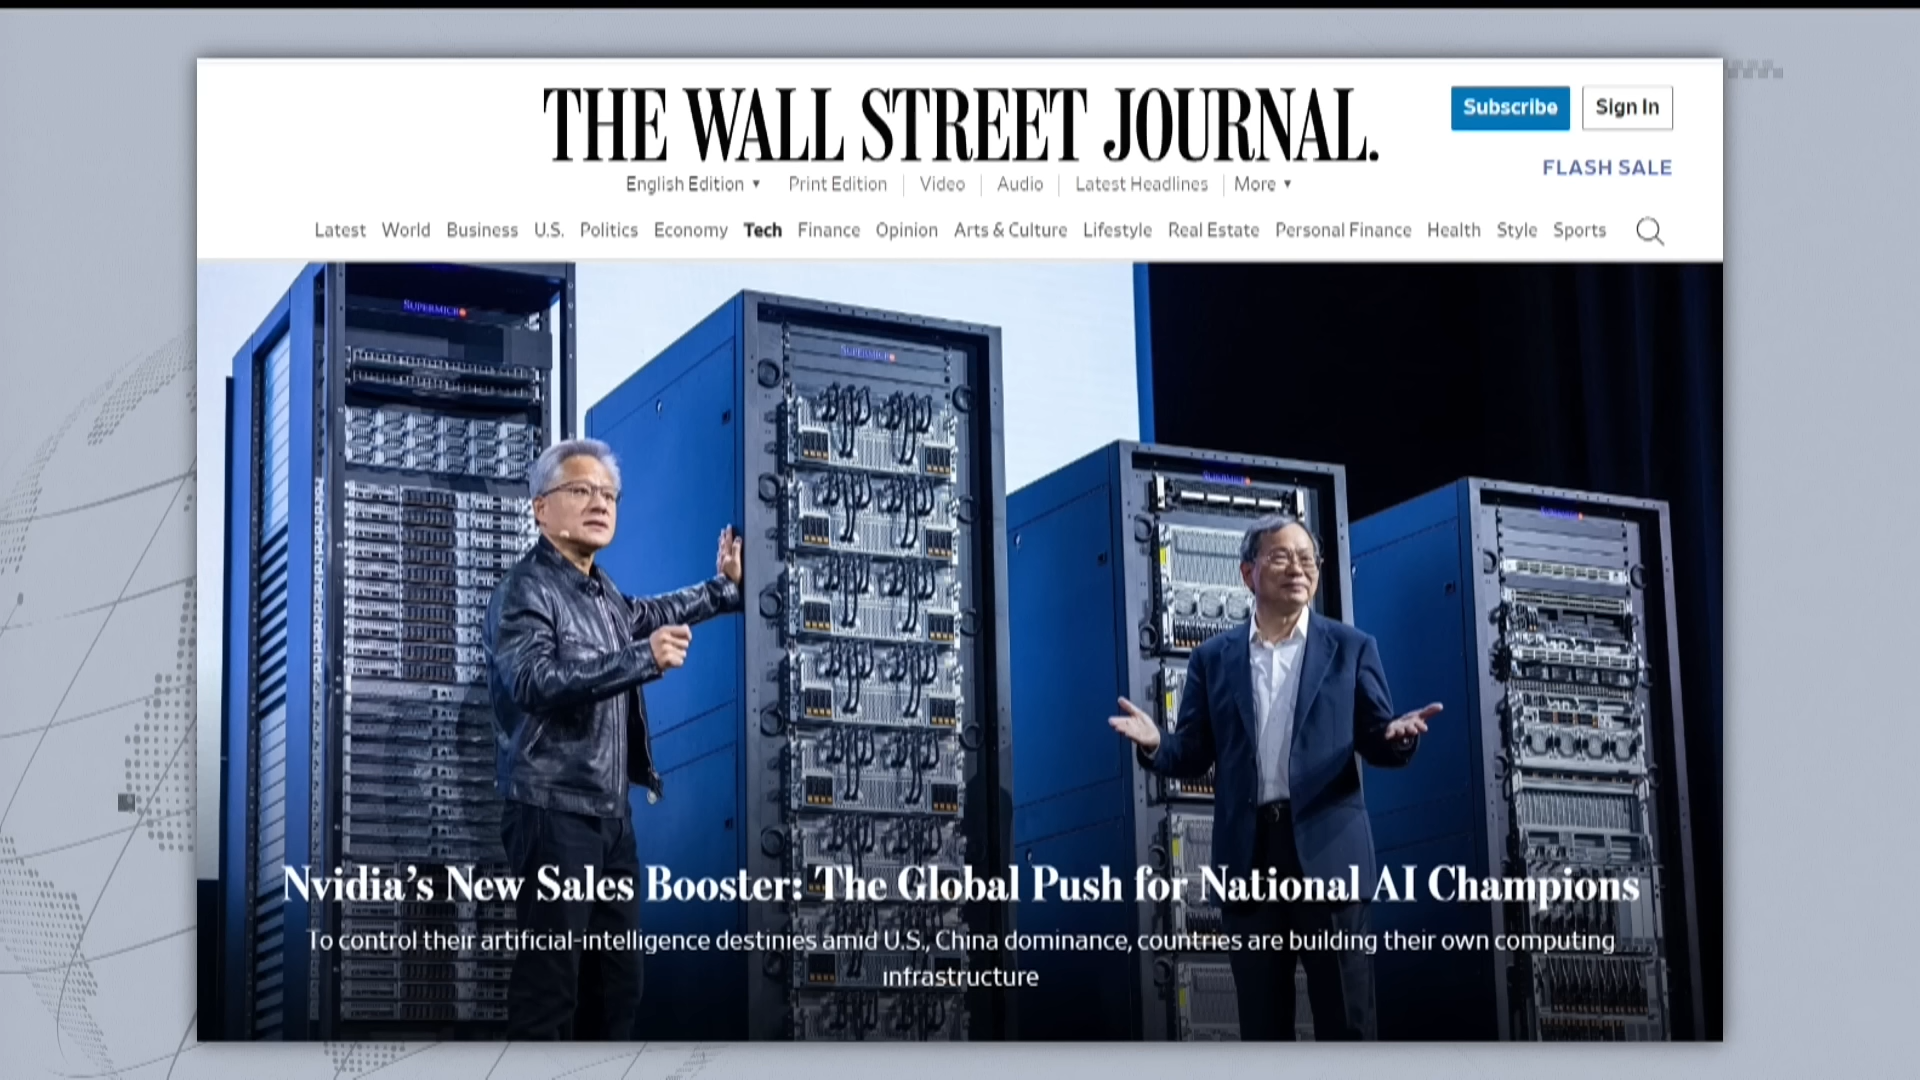 THE WALL STREET JOURNAL.
Subscribe
Sign In
FLASH SALE
English Edition ▼ Print Edition | Video | Audio | Latest Headlines | More ▼
Latest World Business U.S. Politics Economy Tech Finance Opinion Arts & Culture Lifestyle Real Estate Personal Finance Health Style Sports
SUPERMICRO
SUPERMICRO
SUPERMICRO
SUPERMICRO
Nvidia's New Sales Booster: The Global Push for National AI Champions
To control their artificial-intelligence destinies amid U.S., China dominance, countries are building their own computing
infrastructure